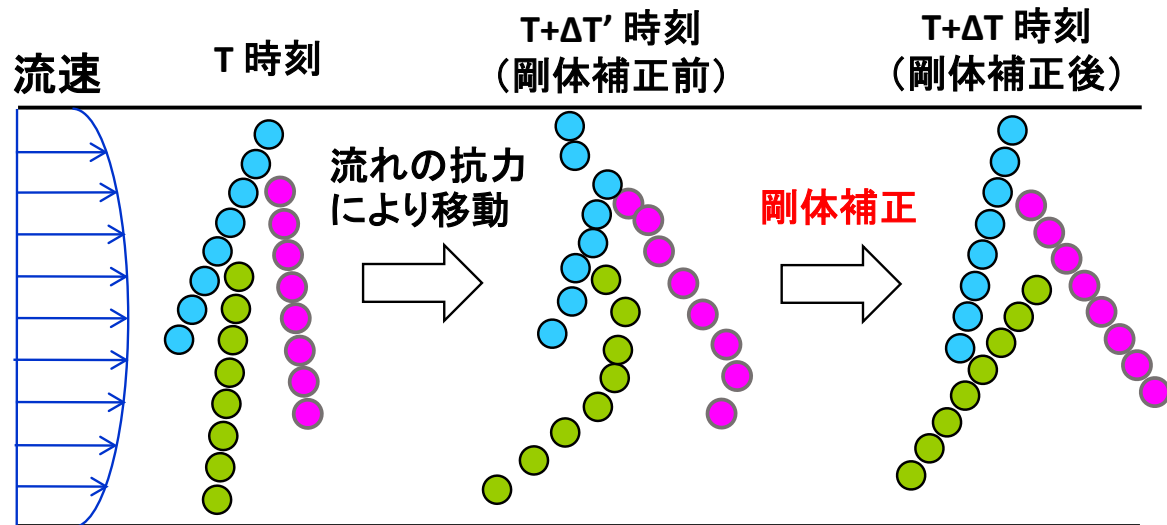 流速
T 時刻
T+ΔT’ 時刻
（剛体補正前）
T+ΔT 時刻
（剛体補正後）
流れの抗力
により移動
剛体補正